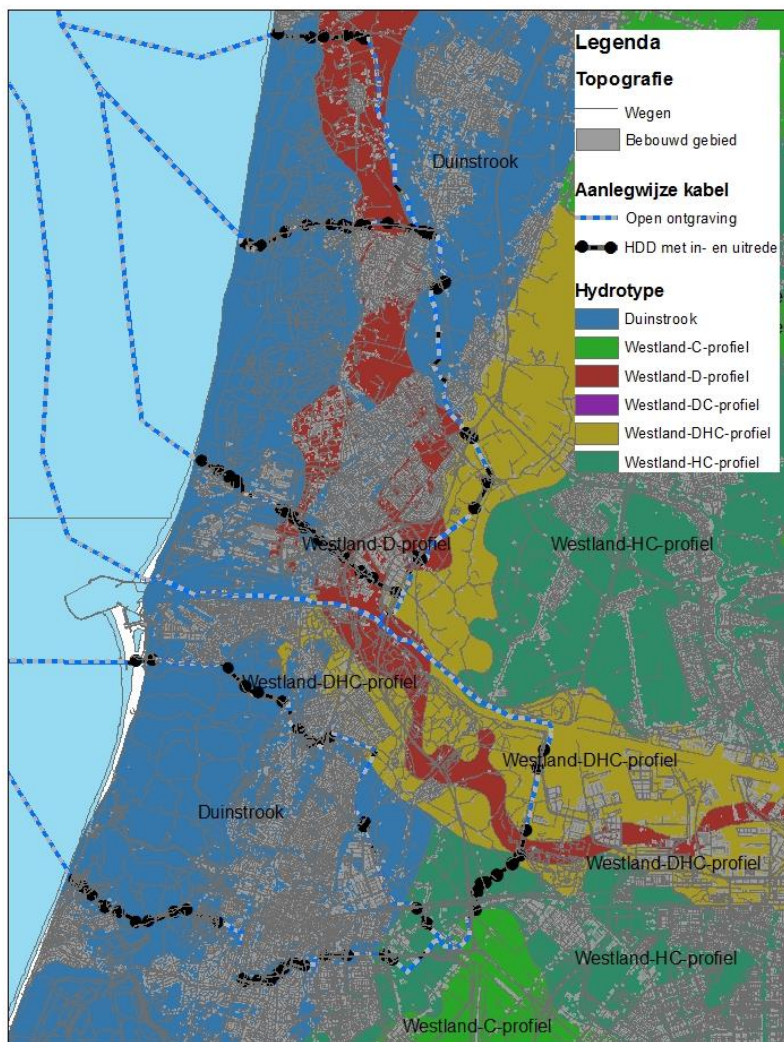 Legenda
Topografie
Wegen
Bebouwd gebied
Aanlegwijze kabel
Open ontgraving
HDD met in- en uitrede
Hydrotype
Duinstrook
Westland-C-profiel
Westland-D-profiel
Westland-DC-profiel
Westland-DHC-profiel
Westland-HC-profiel
Duinstrook
Westland-D-profiel
Westland-HC-profiel
Westland-DHC-profiel
Westland-DHC-profiel
Duinstrook
Westland-DHC-profiel
Westland-HC-profiel
Westland-C-profiel